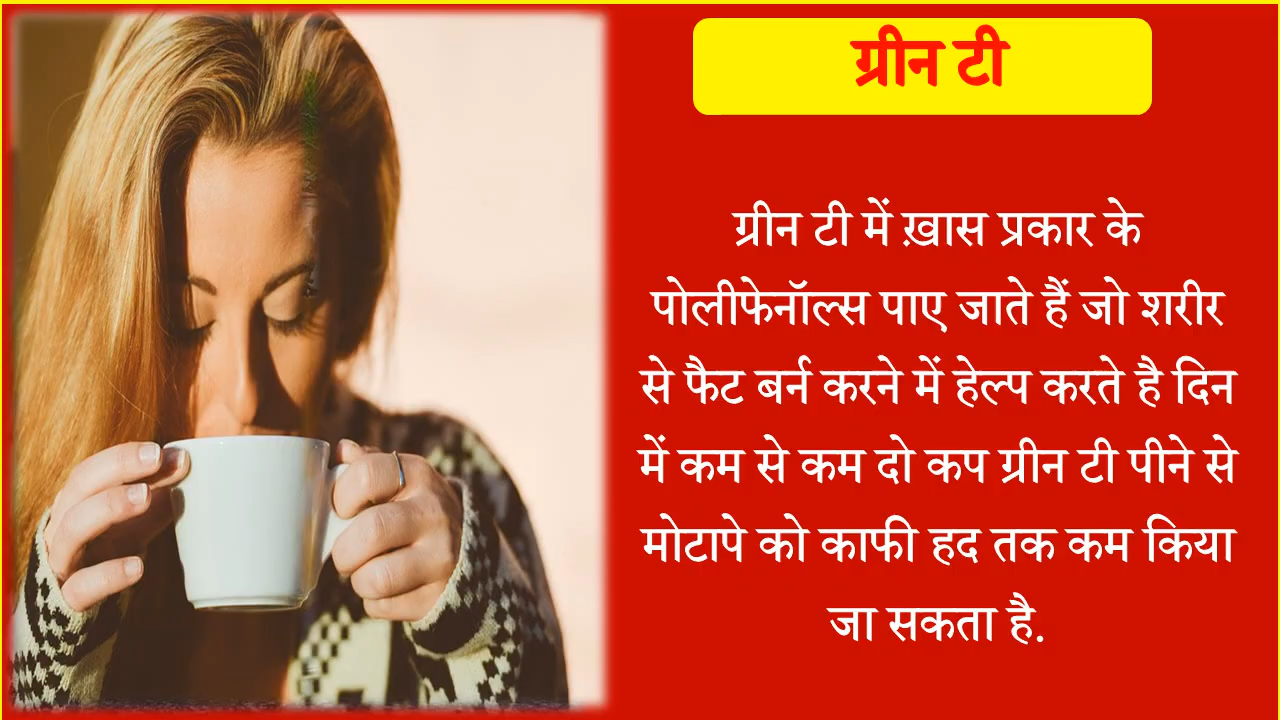 ग्रीन टी
ग्रीन टी में ख़ास प्रकार के
पोलीफेनॉल्स पाए जाते हैं जो शरीर
से फैट बर्न करने में हेल्प करते है दिन
में कम से कम दो कप ग्रीन टी पीने से
मोटापे को काफी हद तक कम किया
जा सकता है.